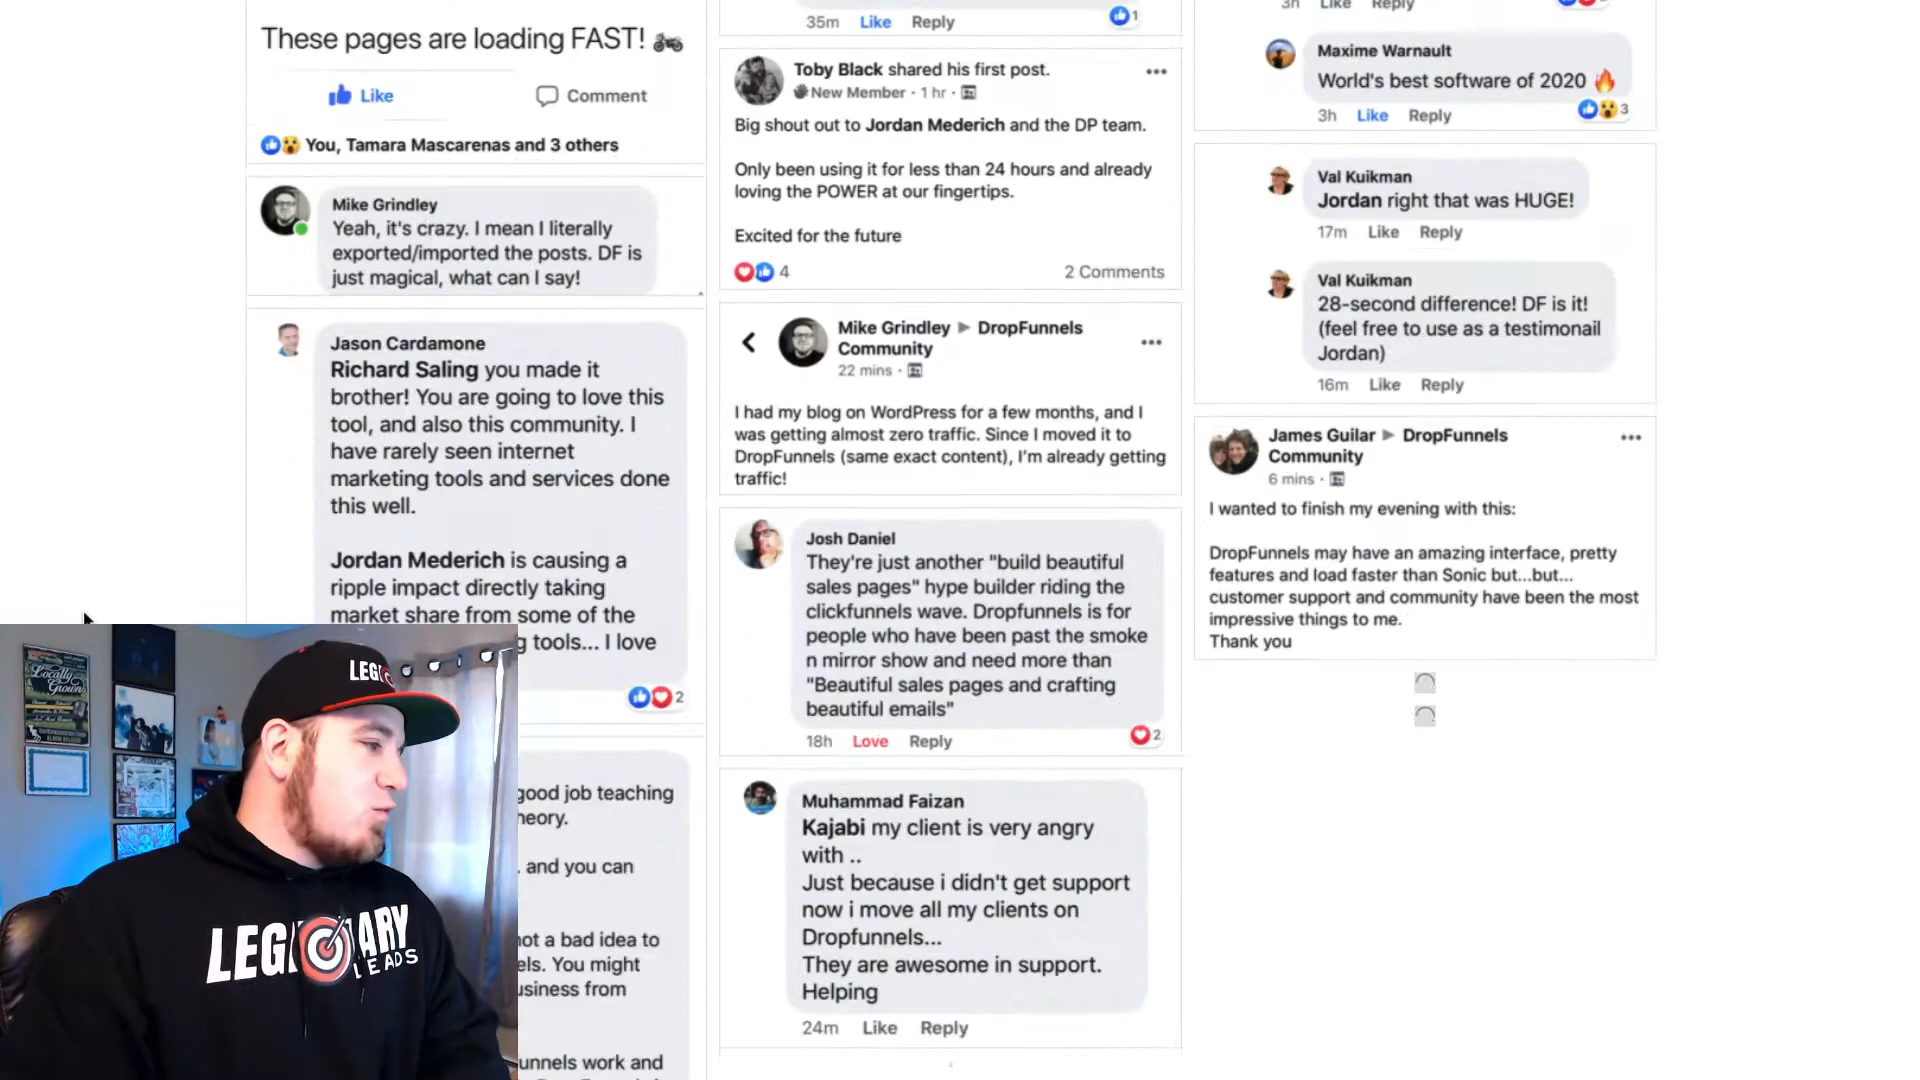 These pages are loading FAST! 🏍
Like
Comment
You, Tamara Mascarenas and 3 others
Mike Grindley
Yeah, it's crazy. I mean I literally
exported/imported the posts. DF is
just magical, what can I say!
Jason Cardamone
Richard Saling you made it
brother! You are going to love this
tool, and also this community. I
have rarely seen internet
marketing tools and services done
this well.
Jordan Mederich is causing a
ripple impact directly taking
market share from some of the
g tools... I love
2
good job teaching
heory.
. and you can
not a bad idea to
els. You might
usiness from
unnels work and
35m Like Reply
1
Toby Black shared his first post.
New Member · 1 hr ·
Big shout out to Jordan Mederich and the DP team.
Only been using it for less than 24 hours and already
loving the POWER at our fingertips.
Excited for the future
4
2 Comments
Mike Grindley ▶ DropFunnels
Community
22 mins ·
I had my blog on WordPress for a few months, and I
was getting almost zero traffic. Since I moved it to
DropFunnels (same exact content), I'm already getting
traffic!
Josh Daniel
They're just another "build beautiful
sales pages" hype builder riding the
clickfunnels wave. Dropfunnels is for
people who have been past the smoke
n mirror show and need more than
"Beautiful sales pages and crafting
beautiful emails"
18h Love Reply
2
Muhammad Faizan
Kajabi my client is very angry
with ..
Just because i didn't get support
now i move all my clients on
Dropfunnels...
They are awesome in support.
Helping
24m Like Reply
3h Like Reply
Maxime Warnault
World's best software of 2020 🔥
3h Like Reply
3
Val Kuikman
Jordan right that was HUGE!
17m Like Reply
Val Kuikman
28-second difference! DF is it!
(feel free to use as a testimonail
Jordan)
16m Like Reply
James Guilar ▶ DropFunnels
Community
6 mins ·
I wanted to finish my evening with this:
DropFunnels may have an amazing interface, pretty
features and load faster than Sonic but...but...
customer support and community have been the most
impressive things to me.
Thank you
Locally
Grown
LEG
LEGENDARY
LEADS